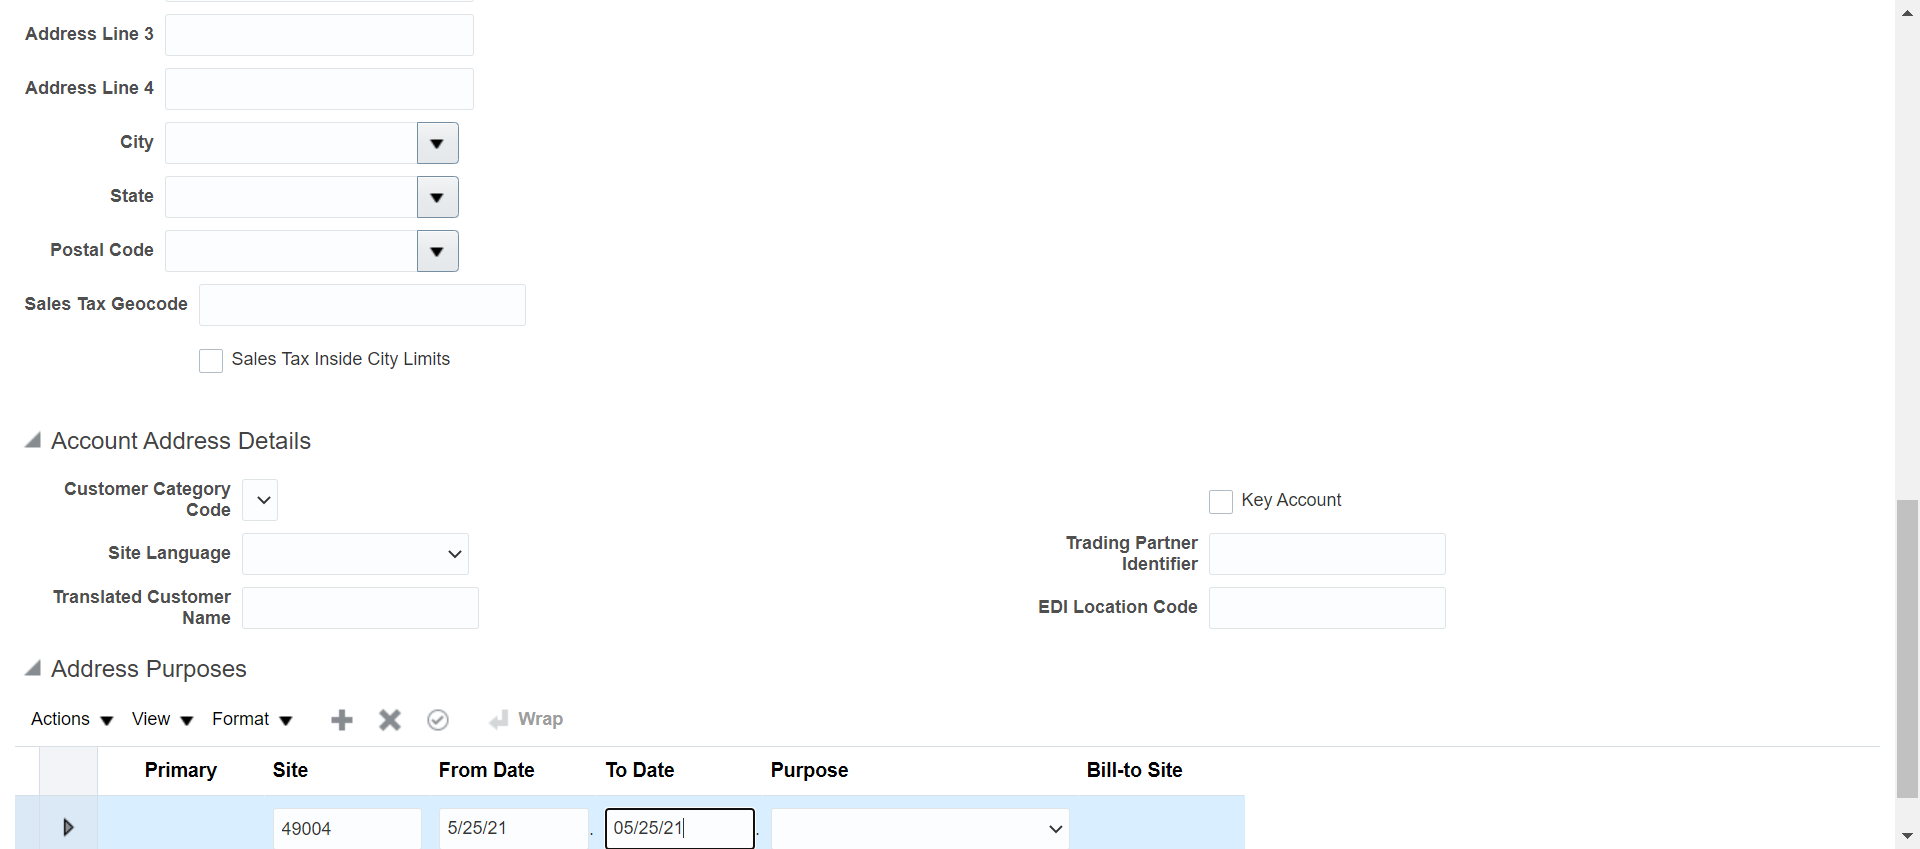 Address Line 3
Address Line 4
City
State
Postal Code
Sales Tax Geocode
Sales Tax Inside City Limits
Account Address Details
Customer Category
Code
Key Account
Site Language
Trading Partner
Identifier
Translated Customer
Name
EDI Location Code
Address Purposes
Actions View Format Wrap
Primary Site From Date To Date Purpose Bill-to Site
49004 5/25/21 . 05/25/21 .